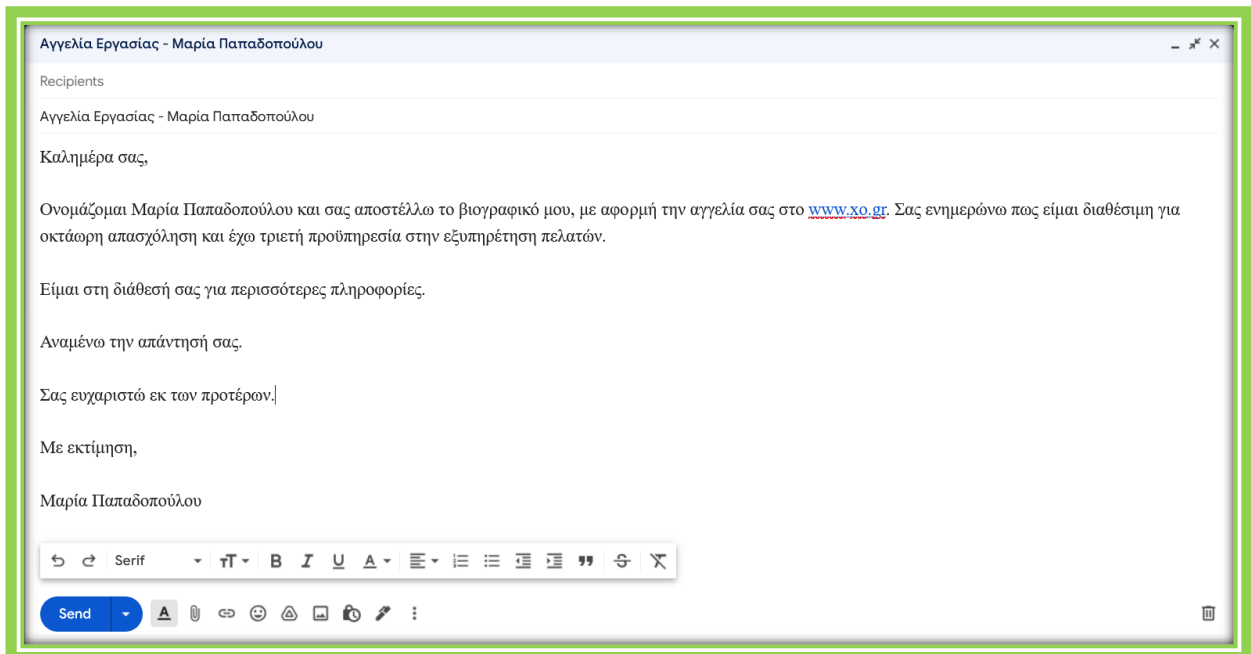 Αγγελία Εργασίας - Μαρία Παπαδοπούλου
Recipients
Αγγελία Εργασίας - Μαρία Παπαδοπούλου
Καλημέρα σας,
Ονομάζομαι Μαρία Παπαδοπούλου και σας αποστέλλω το βιογραφικό μου, με αφορμή την αγγελία σας στο www.xo.gr. Σας ενημερώνω πως είμαι διαθέσιμη για
οκτάωρη απασχόληση και έχω τριετή προϋπηρεσία στην εξυπηρέτηση πελατών.
Είμαι στη διάθεσή σας για περισσότερες πληροφορίες.
Αναμένω την απάντησή σας.
Σας ευχαριστώ εκ των προτέρων.
Με εκτίμηση,
Μαρία Παπαδοπούλου
Serif
Send